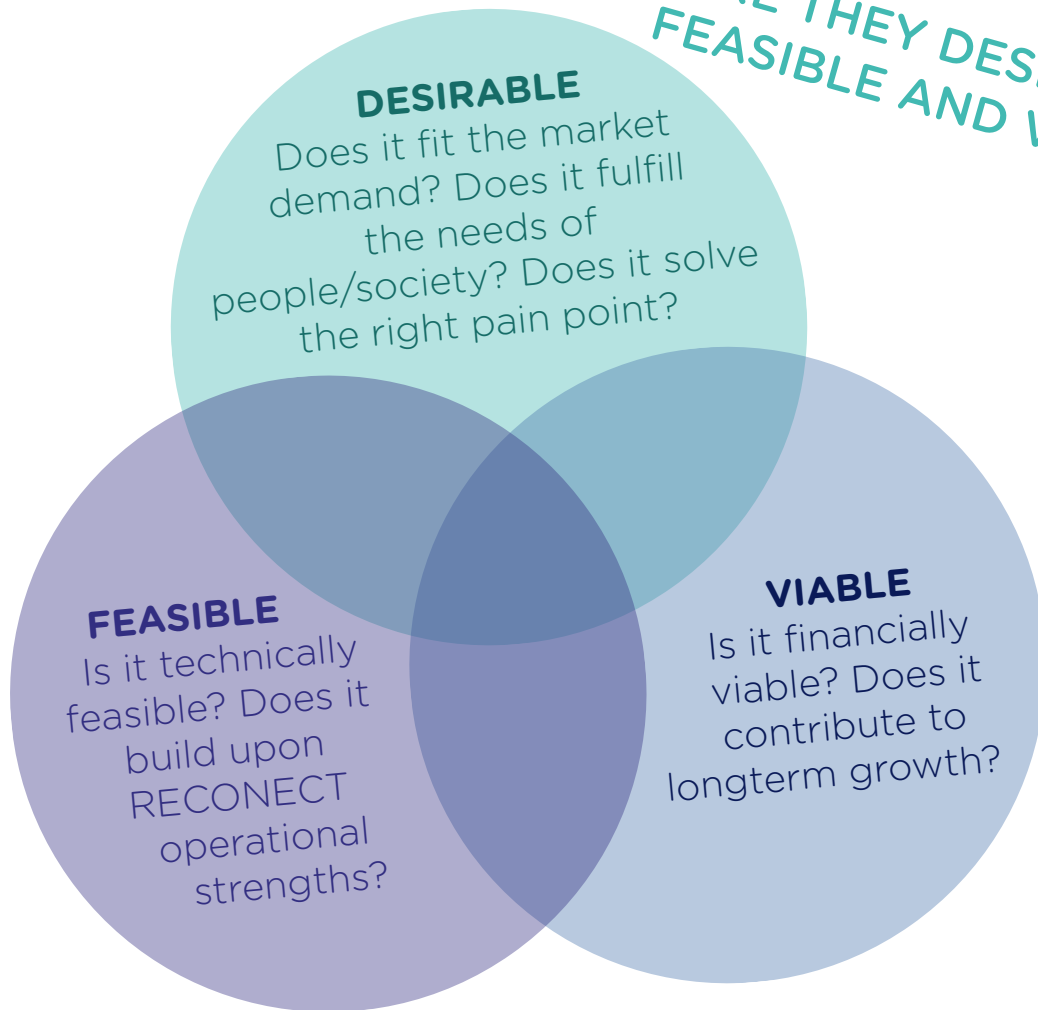 THEY
FEASIBLE AND
DESIRABLE
Does it fit the market
demand? Does it fulfill
the needs of
people/society? Does it solve
the right pain point?
FEASIBLE
Is it technically
feasible? Does it
build upon
RECONECT
operational
strengths?
VIABLE
Is it financially
viable? Does it
contribute to
longterm growth?